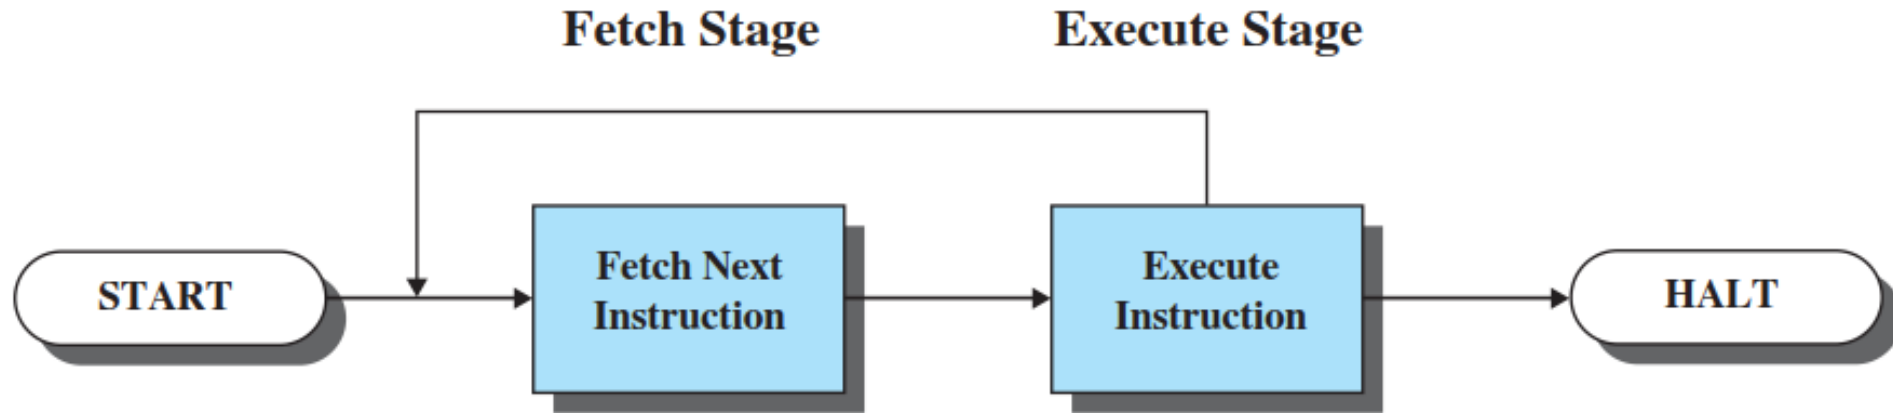 Fetch Stage
Execute Stage
START
Fetch Next
Instruction
Execute
Instruction
HALT